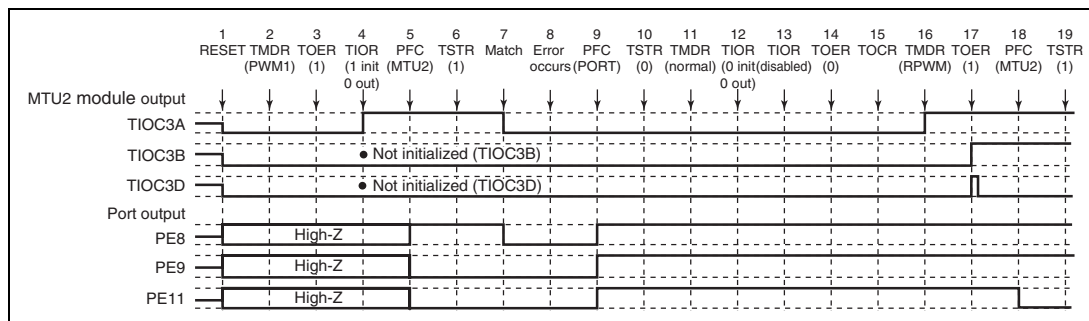 1 2 3 4 5 6 7 8 9 10 11 12 13 14 15 16 17 18 19
RESET TMDR TOER TIOR PFC TSTR Match Error PFC TSTR TMDR TIOR TIOR TOER TOCR TMDR TOER PFC TSTR
(PWM1) (1) (1 init (MTU2) (1) occurs (PORT) (0) (normal) (0 init (disabled) (0) (RPWM) (1) (MTU2) (1)
0 out) 0 out)
MTU2 module output
TIOC3A
TIOC3B • Not initialized (TIOC3B)
TIOC3D • Not initialized (TIOC3D)
Port output
PE8 High-Z
PE9 High-Z
PE11 High-Z